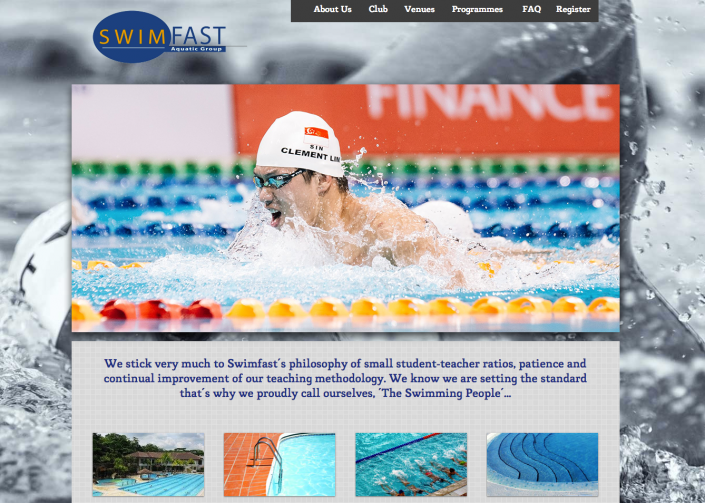 About Us Club Venues Programmes FAQ Register
SWIMFAST
Aquatic Group
FINANCE
SIN
CLEMENT LIM
We stick very much to Swimfast´s philosophy of small student-teacher ratios, patience and
continual improvement of our teaching methodology. We know we are setting the standard
that´s why we proudly call ourselves, ´The Swimming People´...